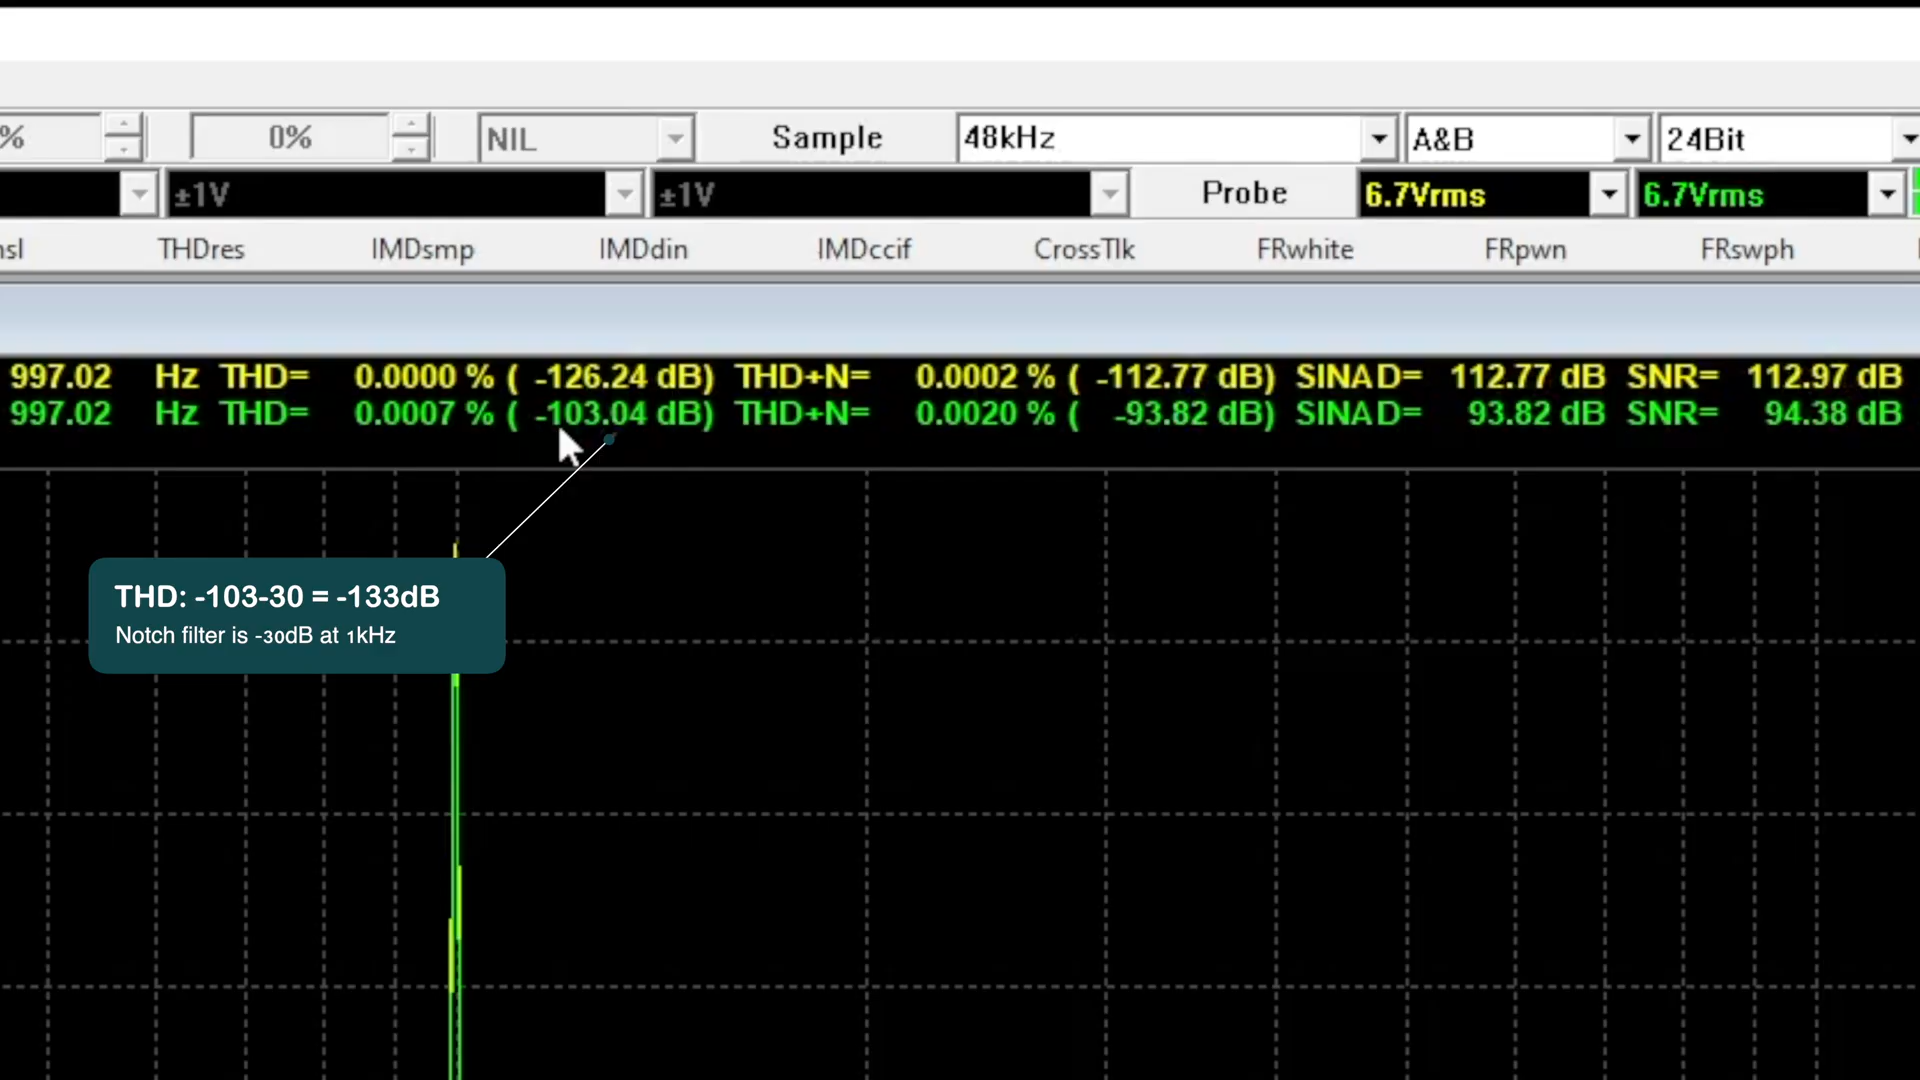 % 0% NIL Sample 48kHz A&B 24Bit
±1V ±1V Probe 6.7Vrms 6.7Vrms
THDres IMDsmp IMDdin IMDccif CrossTlk FRwhite FRpwn FRswph
997.02 Hz THD= 0.0000 % ( -126.24 dB) THD+N= 0.0002 % ( -112.77 dB) SINAD= 112.77 dB SNR= 112.97 dB
997.02 Hz THD= 0.0007 % ( -103.04 dB) THD+N= 0.0020 % ( -93.82 dB) SINAD= 93.82 dB SNR= 94.38 dB
THD: -103-30 = -133dB
Notch filter is -30dB at 1kHz